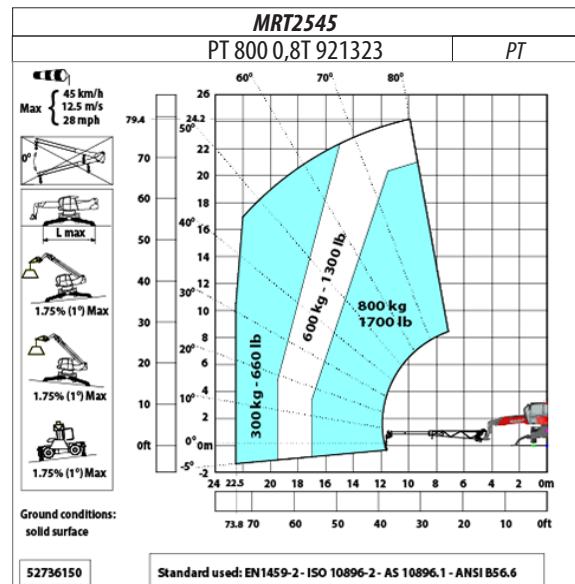 MRT2545
PT 800 0,8T 921323
PT
Max { 45 km/h
12.5 m/s
28 mph
0°
L max
1.75% (1°) Max
1.75% (1°) Max
1.75% (1°) Max
Ground conditions:
solid surface
79.4
70
60
50
40
30
20
10
0ft
26
24.2
22
20
18
16
14
12
10
8
6
4
2
0m
-2
60°
70°
80°
50°
40°
30°
20°
10°
0°
-5°
300 kg - 660 lb
600 kg - 1300 lb
800 kg
1700 lb
24 22.5 20 18 16 14 12 10 8 6 4 2 0m
73.8 70 60 50 40 30 20 10 0ft
52736150
Standard used: EN1459-2 - ISO 10896-2 - AS 10896.1 - ANSI B56.6